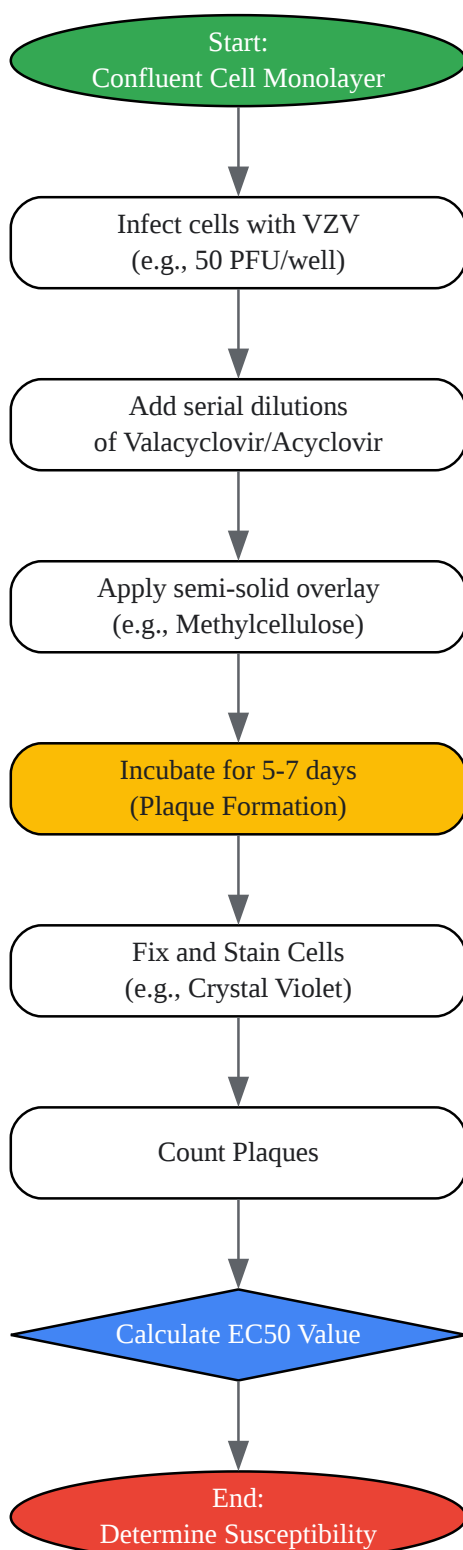 Start:
Confluent Cell Monolayer
Infect cells with VZV
(e.g., 50 PFU/well)
Add serial dilutions
of Valacyclovir/Acyclovir
Apply semi-solid overlay
(e.g., Methylcellulose)
Incubate for 5-7 days
(Plaque Formation)
Fix and Stain Cells
(e.g., Crystal Violet)
Count Plaques
Calculate EC50 Value
End:
Determine Susceptibility